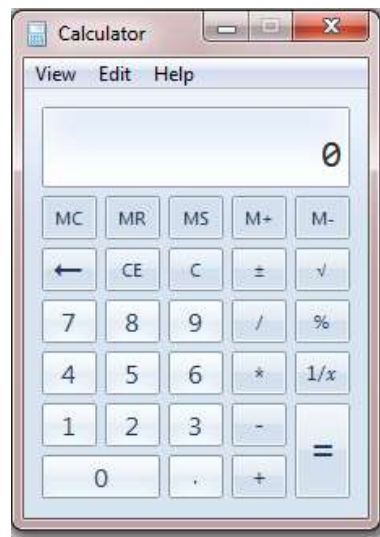 Calculator
View Edit Help
0
MC MR MS M+ M-
← CE C ± √
7 8 9 / %
4 5 6 * 1/x
1 2 3 - =
0 . +